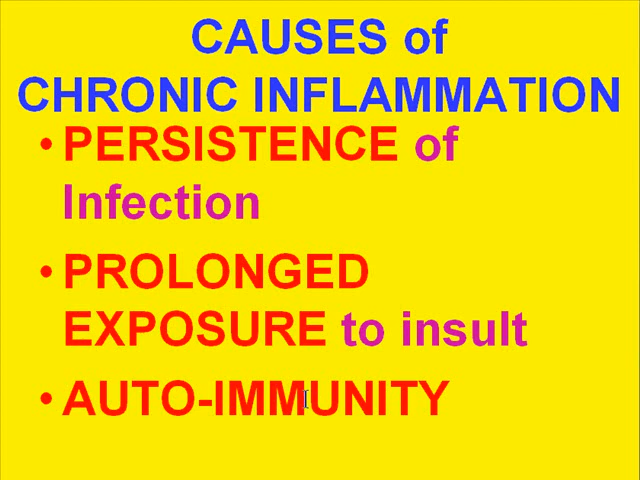 CAUSES of
CHRONIC INFLAMMATION
• PERSISTENCE of
Infection
• PROLONGED
EXPOSURE to insult
• AUTO-IMMUNITY